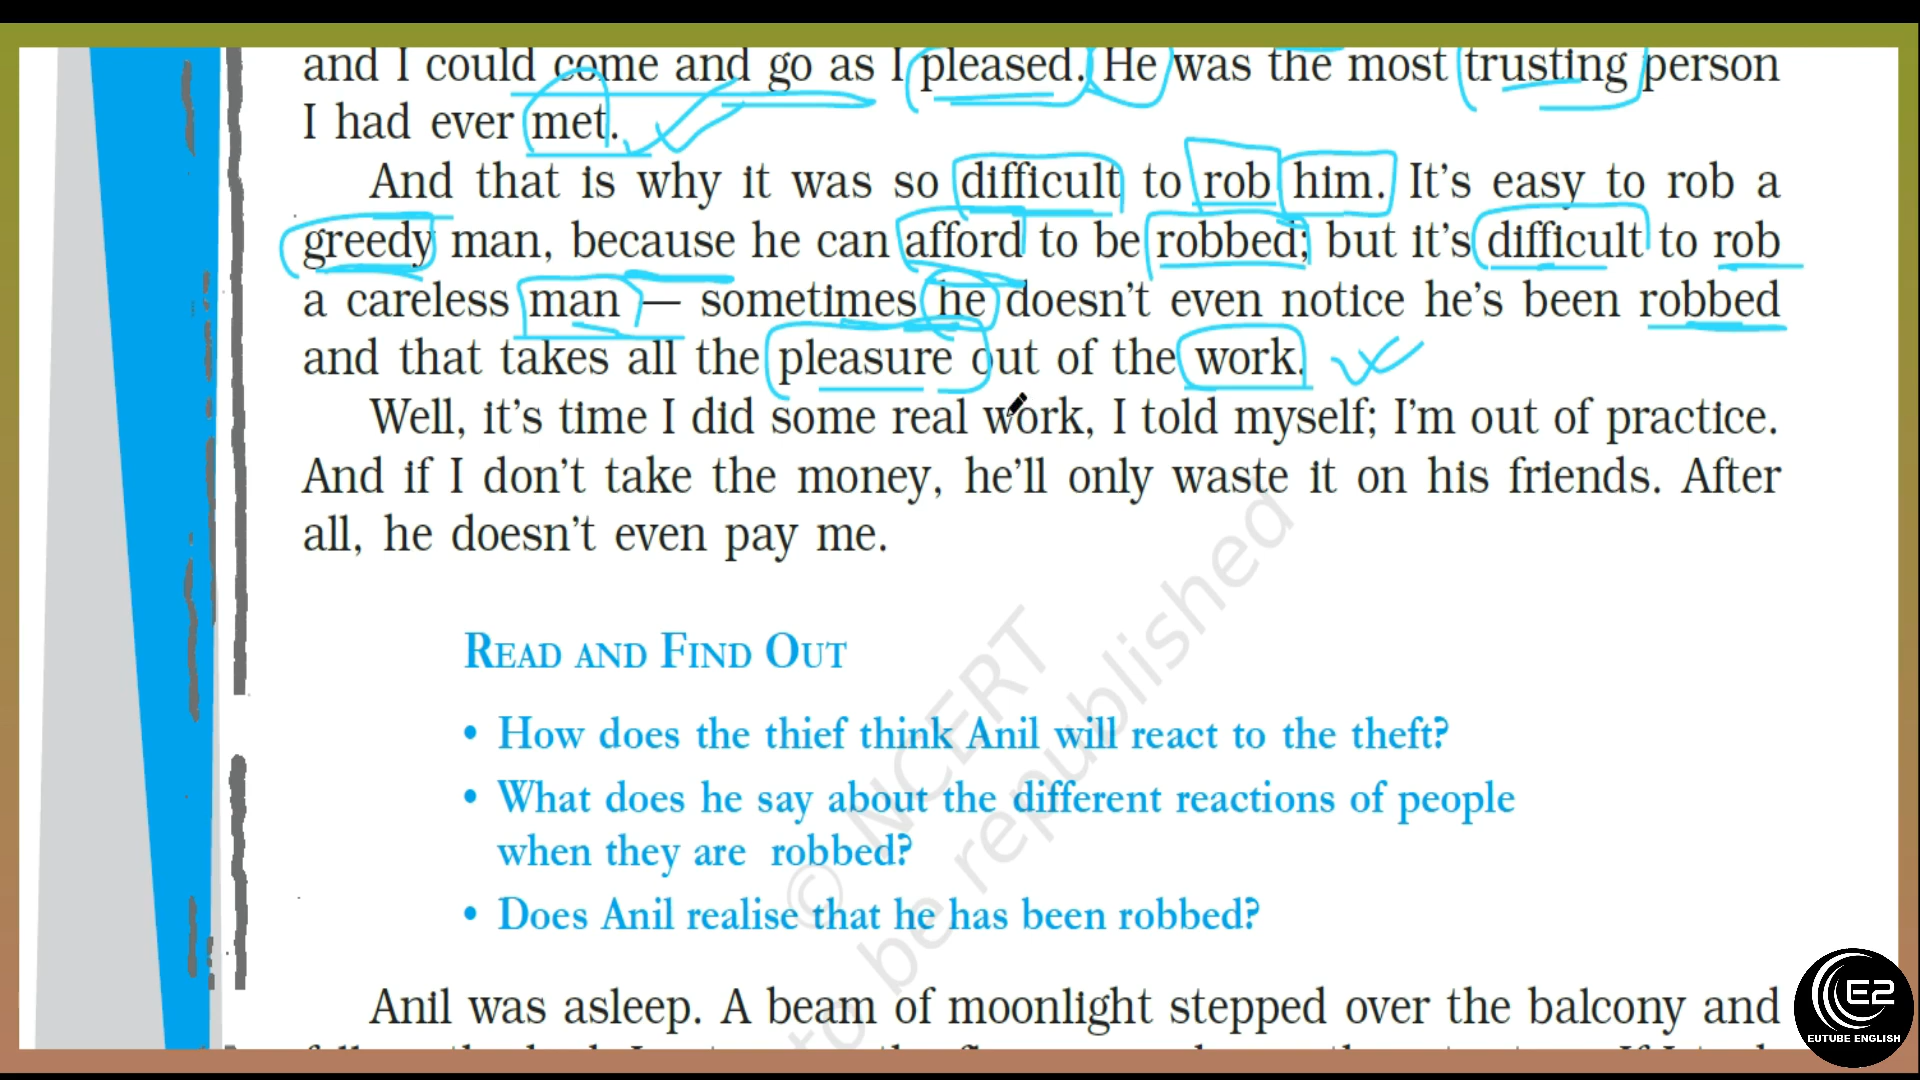 and I could come and go as I pleased. He was the most trusting person
I had ever met.
And that is why it was so difficult to rob him. It's easy to rob a
greedy man, because he can afford to be robbed; but it's difficult to rob
a careless man — sometimes he doesn't even notice he's been robbed
and that takes all the pleasure out of the work.
Well, it's time I did some real work, I told myself; I'm out of practice.
And if I don't take the money, he'll only waste it on his friends. After
all, he doesn't even pay me.
READ AND FIND OUT
• How does the thief think Anil will react to the theft?
• What does he say about the different reactions of people
when they are robbed?
• Does Anil realise that he has been robbed?
Anil was asleep. A beam of moonlight stepped over the balcony and
© NCERT
to be republished
E2
EUTUBE ENGLISH